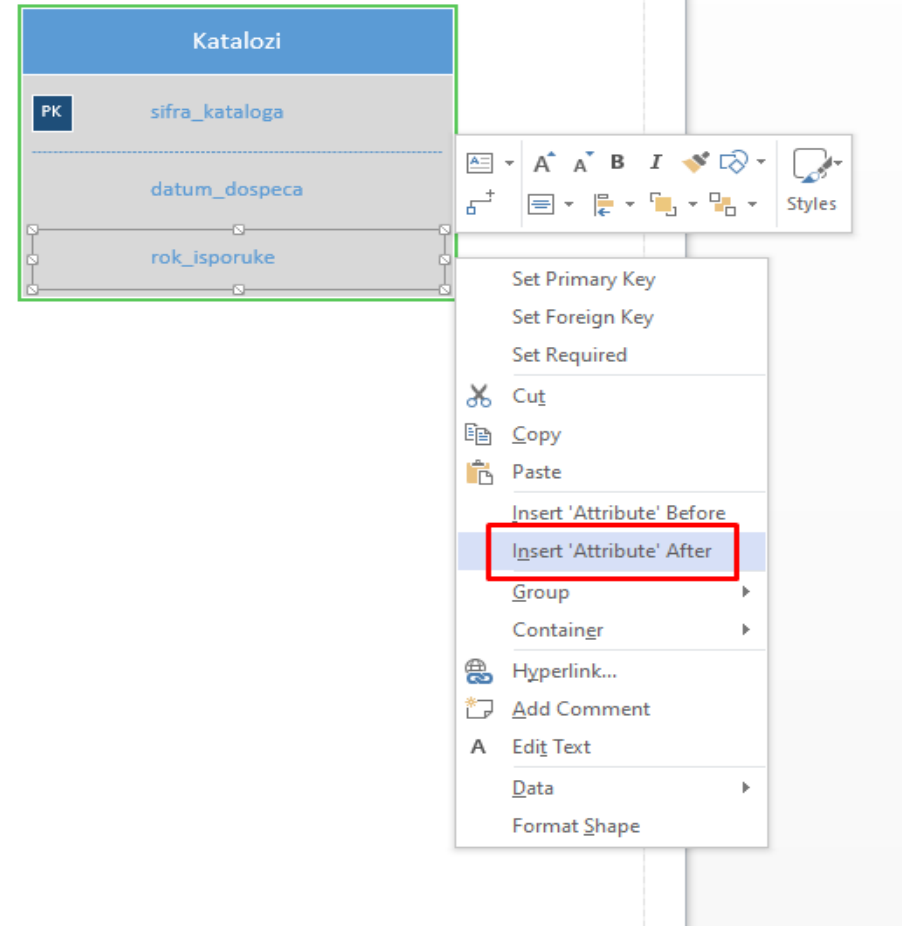 Katalozi
PK sifra_kataloga
datum_dospeca
rok_isporuke
A A A B I
Styles
Set Primary Key
Set Foreign Key
Set Required
Cut
Copy
Paste
Insert 'Attribute' Before
Insert 'Attribute' After
Group
Container
Hyperlink...
Add Comment
A Edit Text
Data
Format Shape